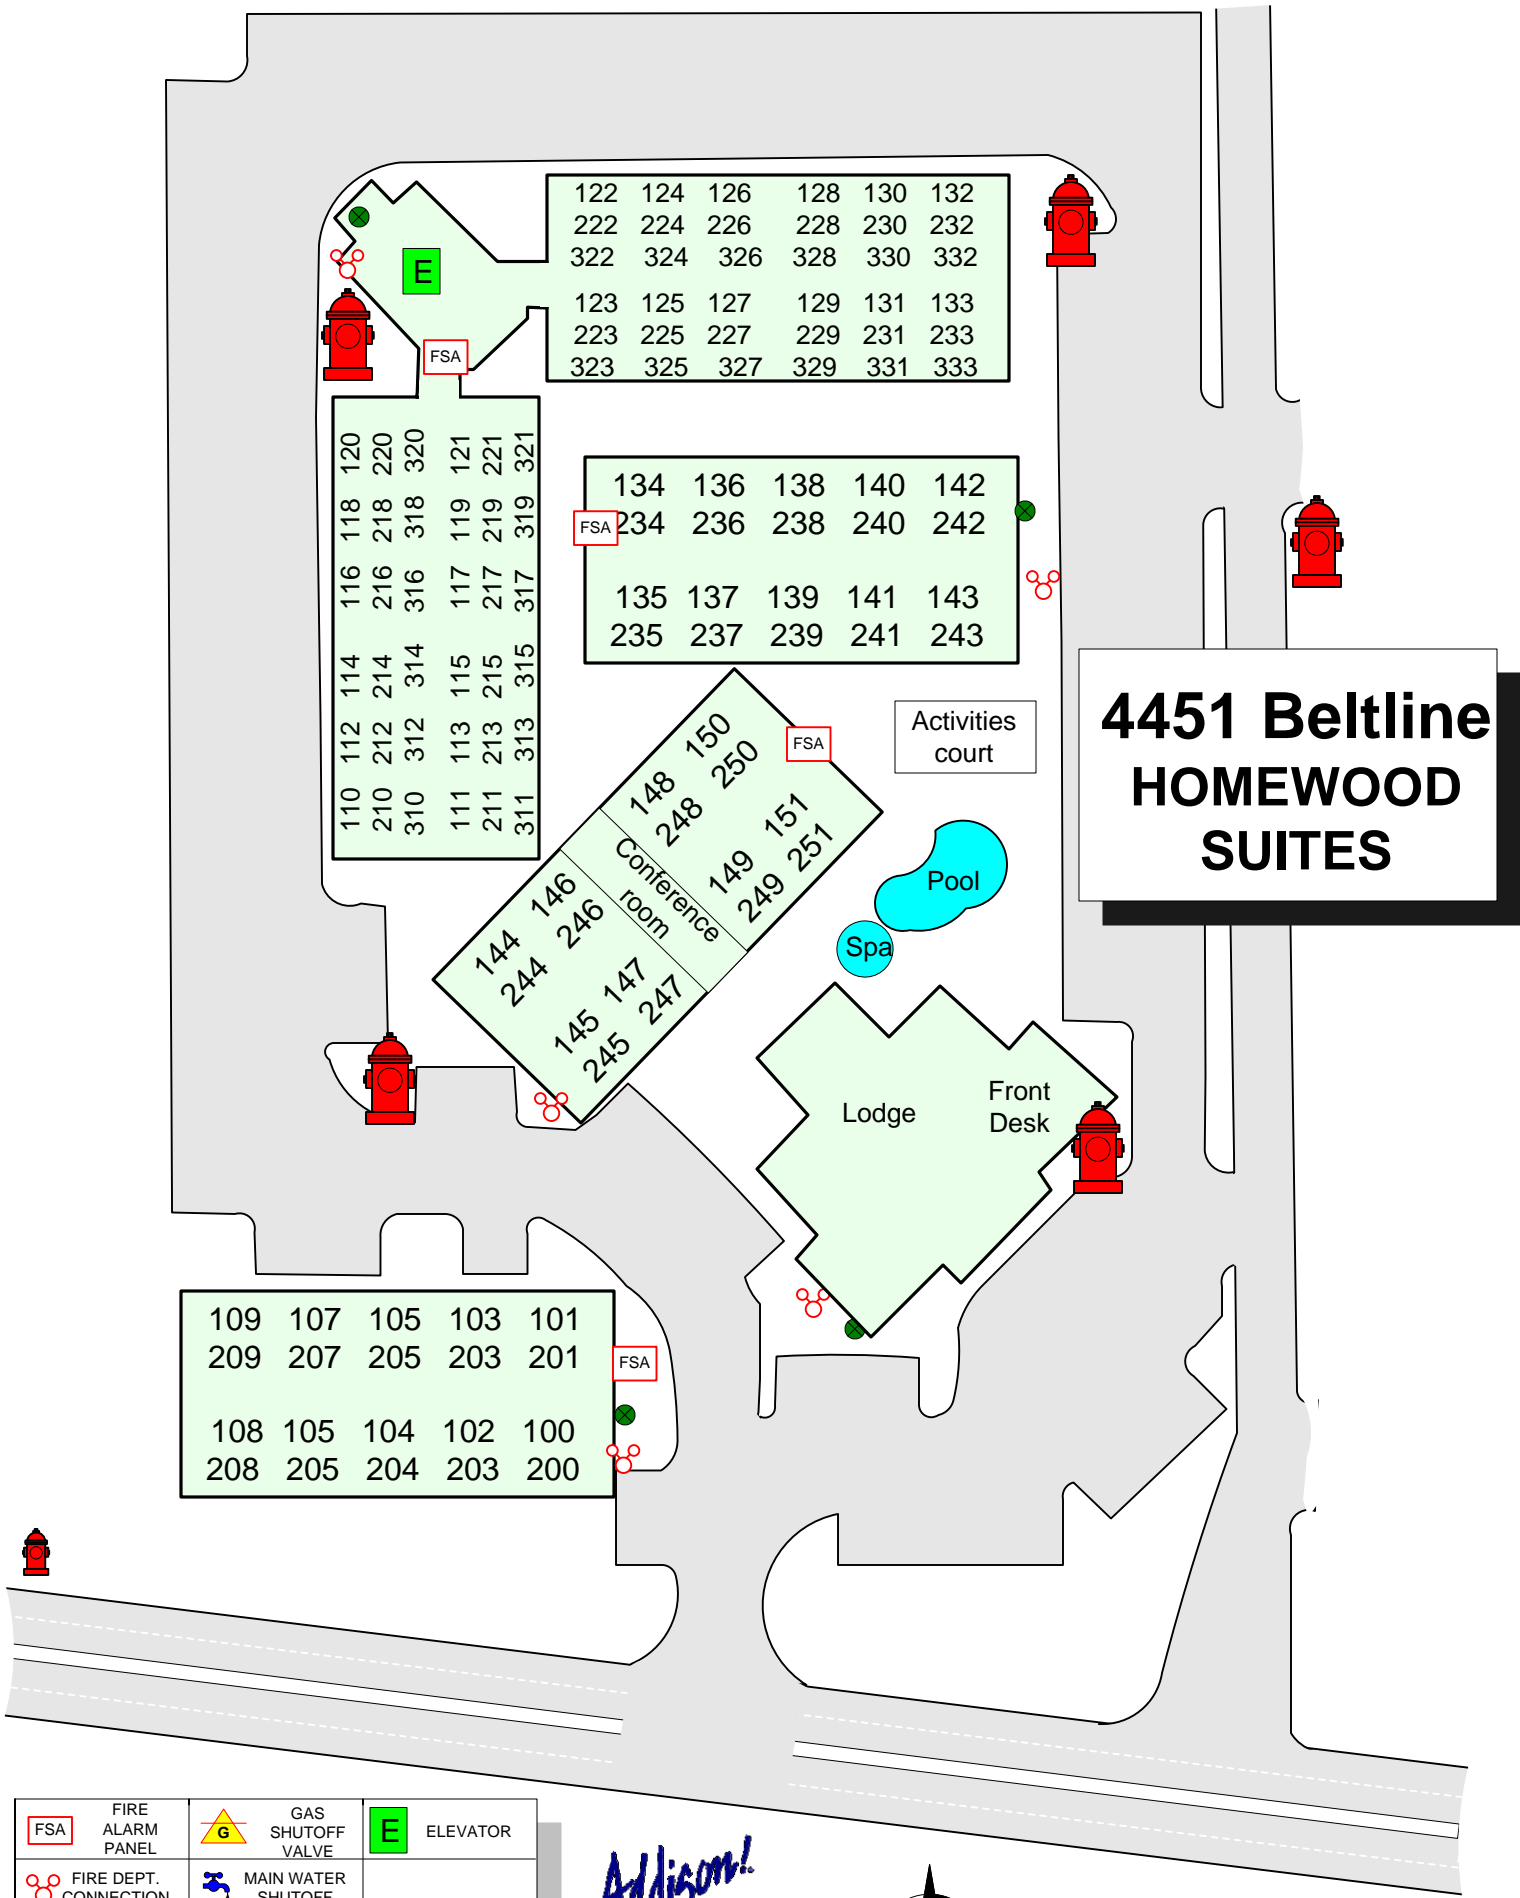 122 124 126 128 130 132
222 224 226 228 230 232
322 324 326 328 330 332
123 125 127 129 131 133
223 225 227 229 231 233
323 325 327 329 331 333
E
FSA
120 220 320 121 221 321
118 218 318 119 219 319
116 216 316 117 217 317
114 214 314 115 215 315
112 212 312 113 213 313
110 210 310 111 211 311
134 136 138 140 142
FSA
234 236 238 240 242
135 137 139 141 143
235 237 239 241 243
4451 Beltline
HOMEWOOD
SUITES
Activities
court
FSA
148 150
248 250
149 151
249 251
Conference
room
144 146
244 246
145 147
245 247
Pool
Spa
Lodge
Front
Desk
109 107 105 103 101
209 207 205 203 201
FSA
108 105 104 102 100
208 205 204 203 200
FSA
FIRE
ALARM
PANEL
G
GAS
SHUTOFF
VALVE
E
ELEVATOR
FIRE DEPT.
CONNECTION
MAIN WATER
SHUTOFF
Addison!